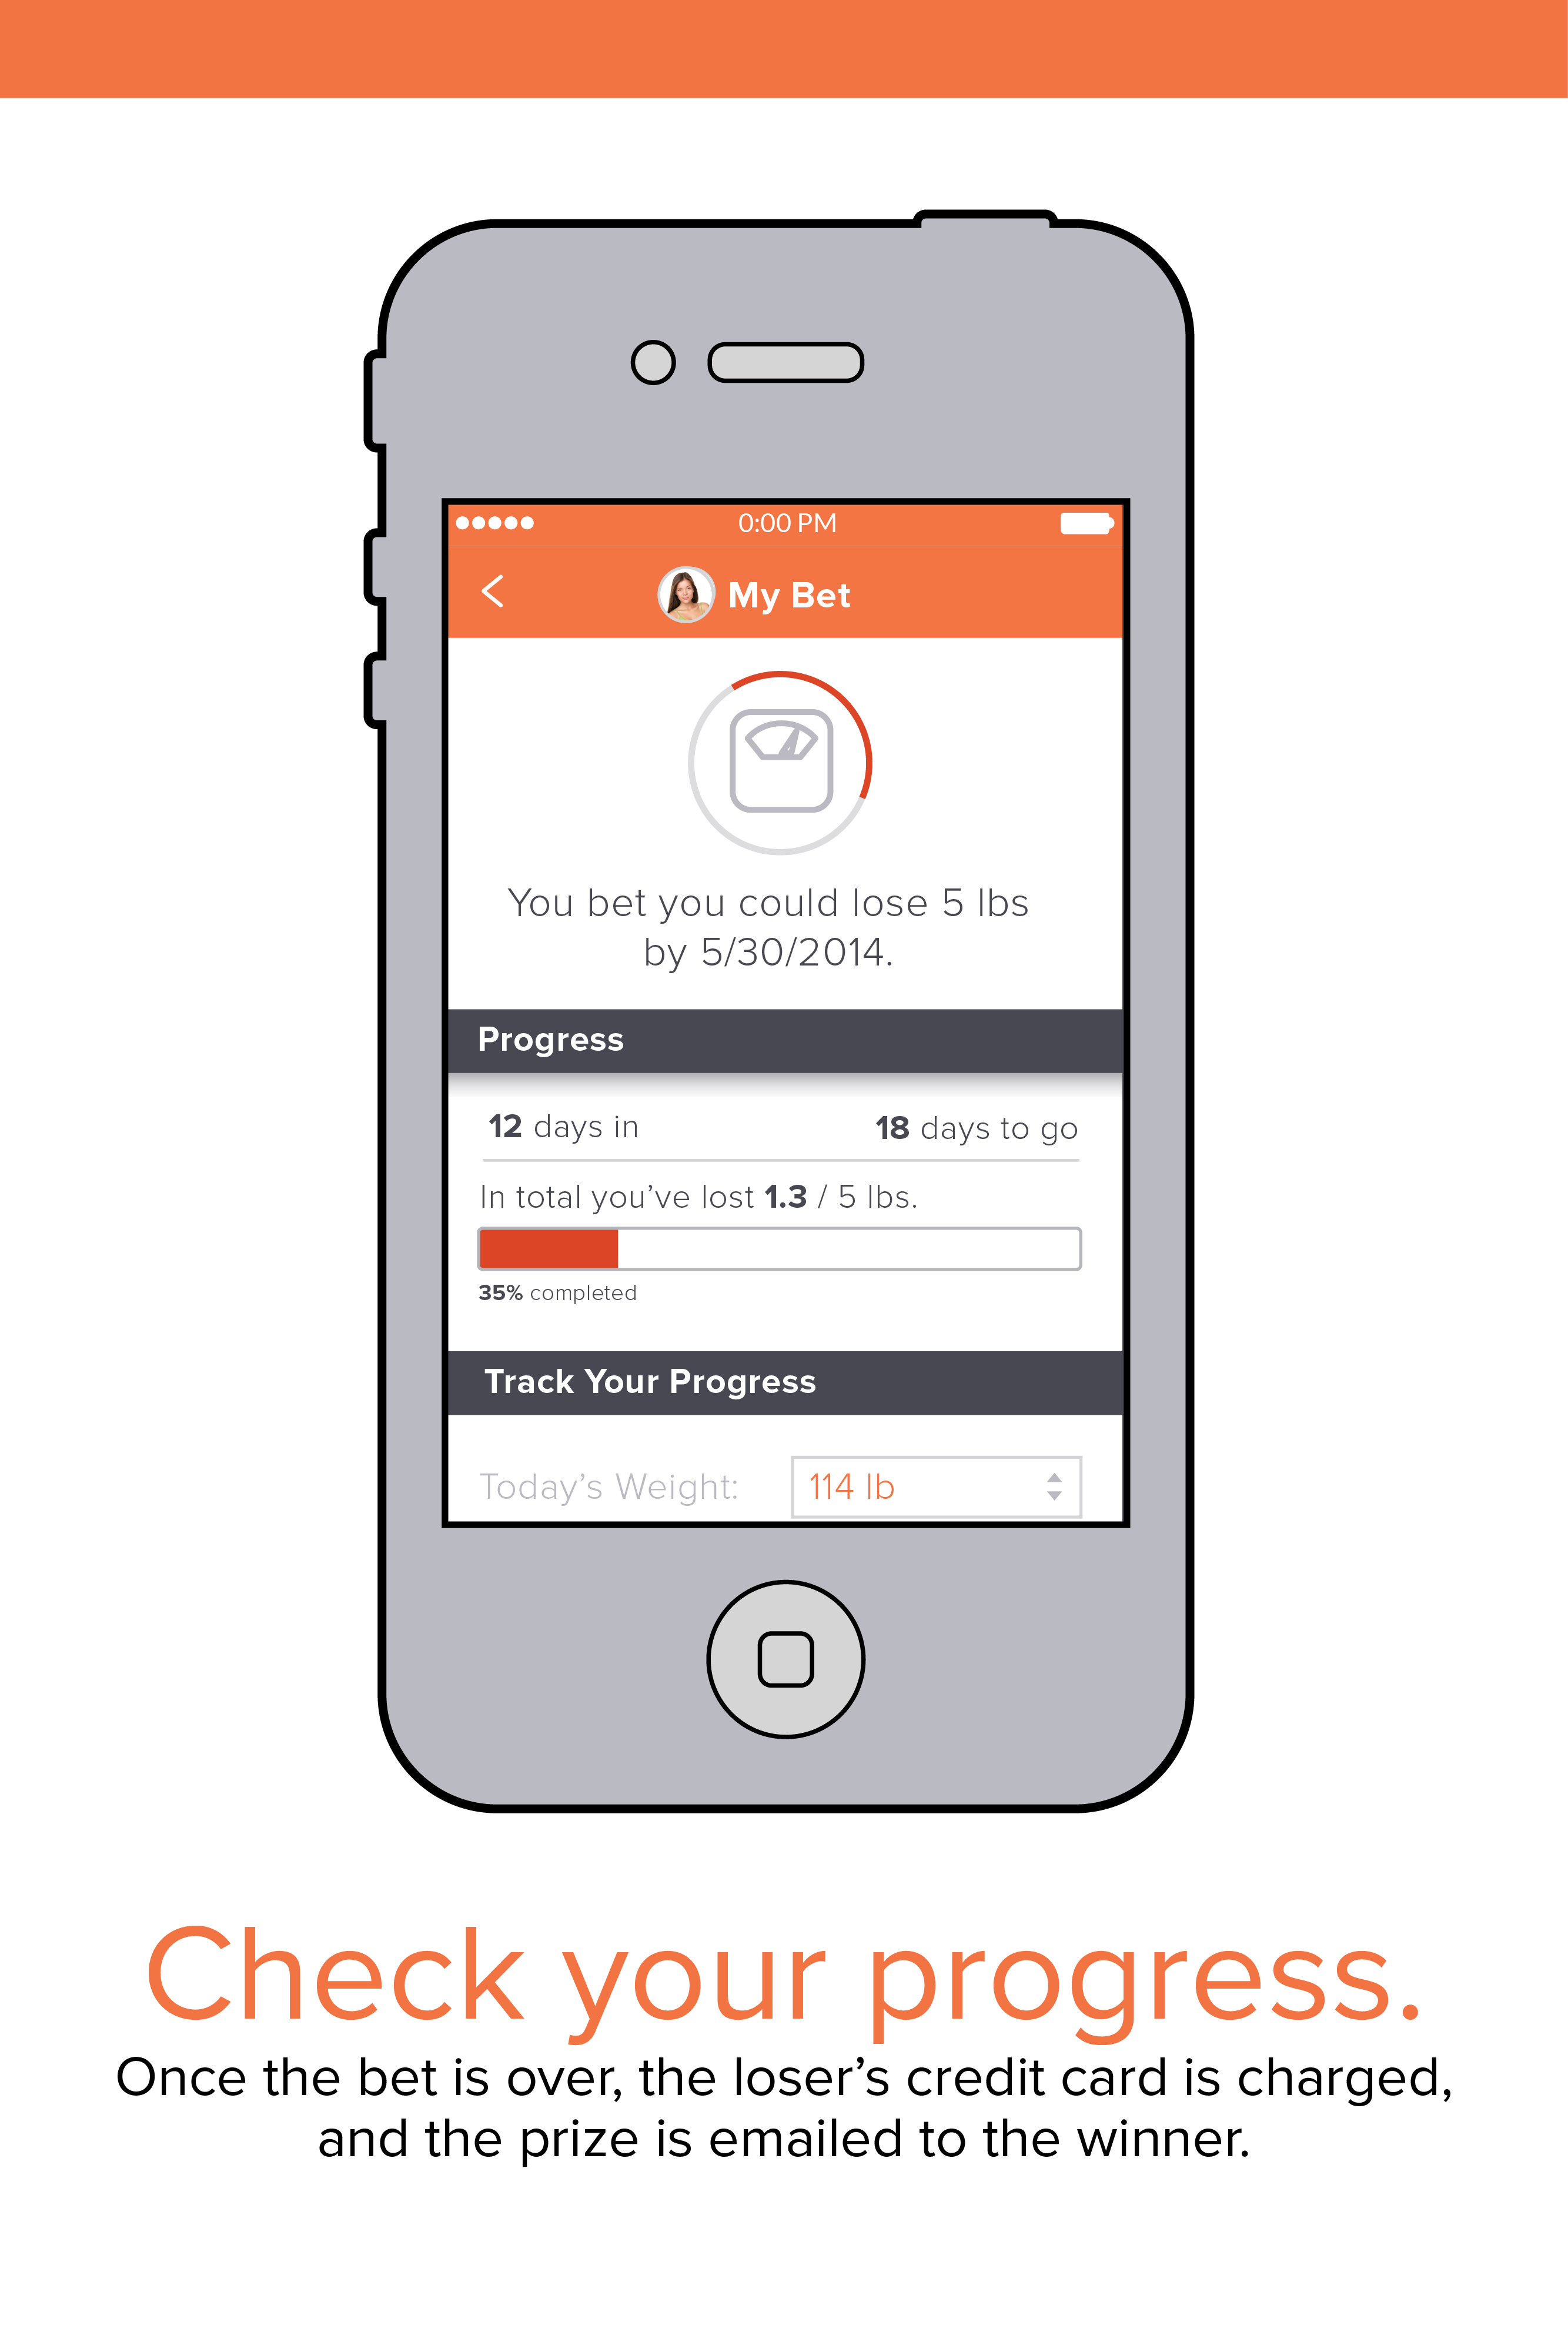 0:00 PM
My Bet
You bet you could lose 5 lbs
by 5/30/2014.
Progress
12 days in
18 days to go
In total you’ve lost 1.3 / 5 lbs.
35% completed
Track Your Progress
Today’s Weight:
114 lb
Check your progress.
Once the bet is over, the loser’s credit card is charged,
and the prize is emailed to the winner.